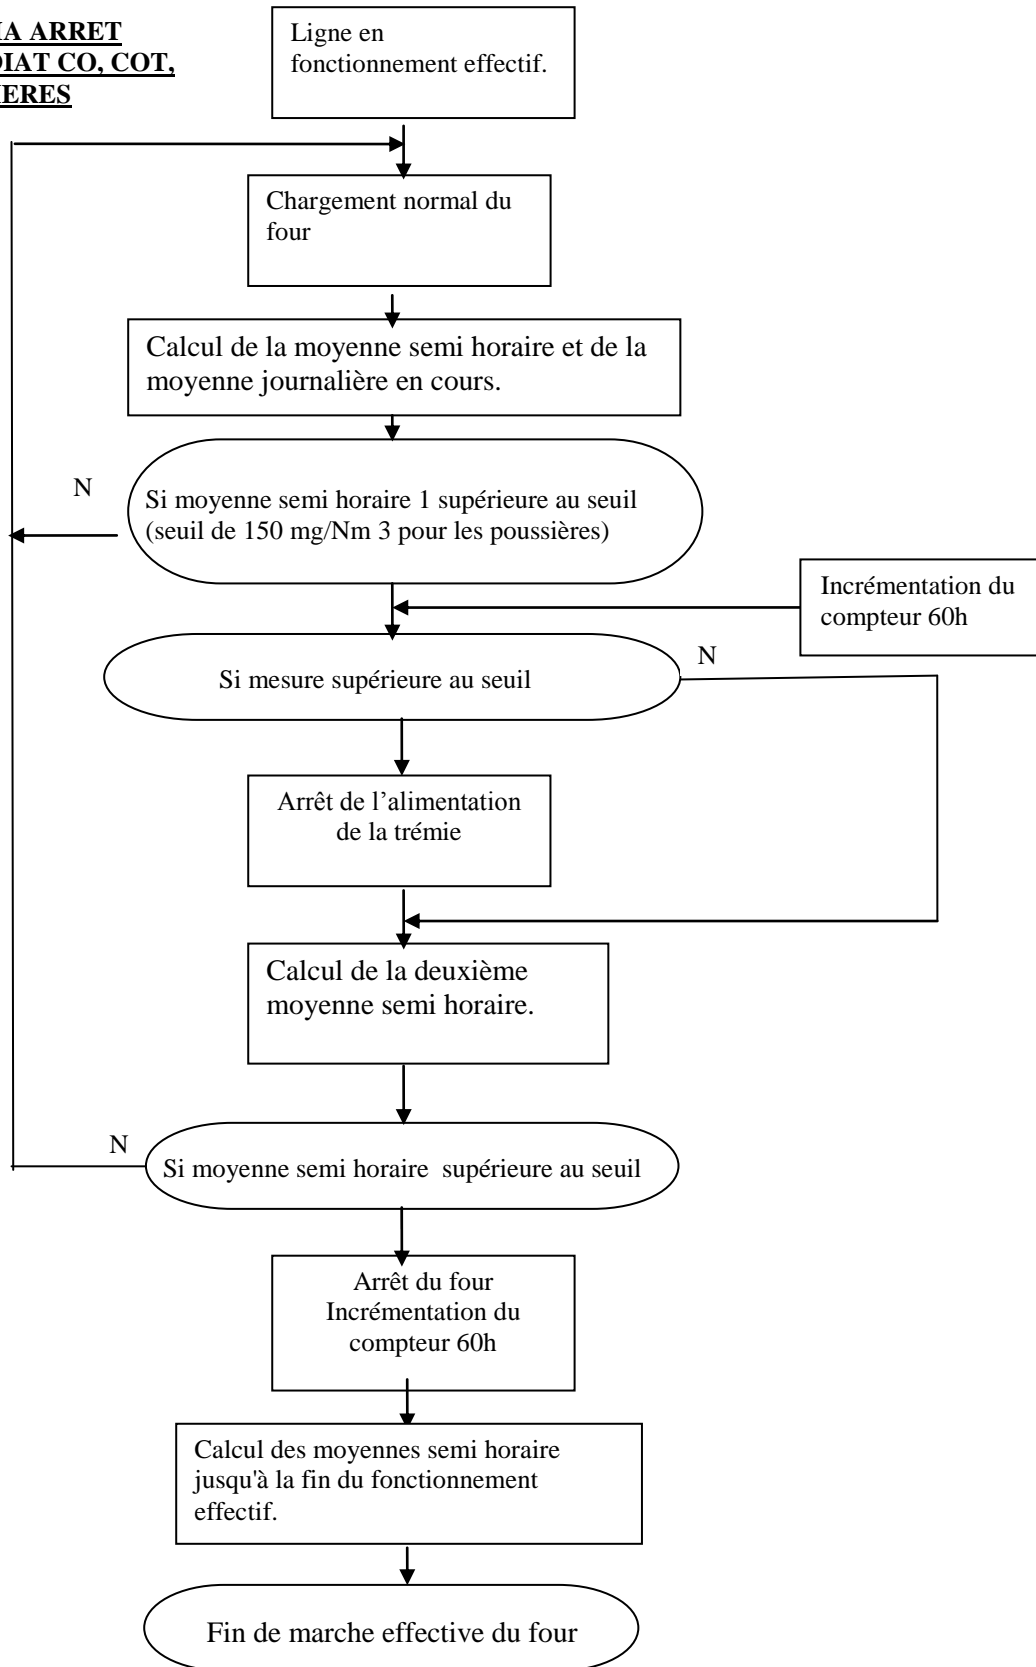 ARRET
CO, COT,
Ligne en
fonctionnement effectif.
Chargement normal du
four
Calcul de la moyenne semi horaire et de la
moyenne journalière en cours.
N
Si moyenne semi horaire 1 supérieure au seuil
(seuil de 150 mg/Nm 3 pour les poussières)
Incrémentation du
compteur 60h
N
Si mesure supérieure au seuil
Arrêt de l’alimentation
de la trémie
Calcul de la deuxième
moyenne semi horaire.
N
Si moyenne semi horaire  supérieure au seuil
Arrêt du four
Incrémentation du
compteur 60h
Calcul des moyennes semi horaire
jusqu'à la fin du fonctionnement
effectif.
Fin de marche effective du four